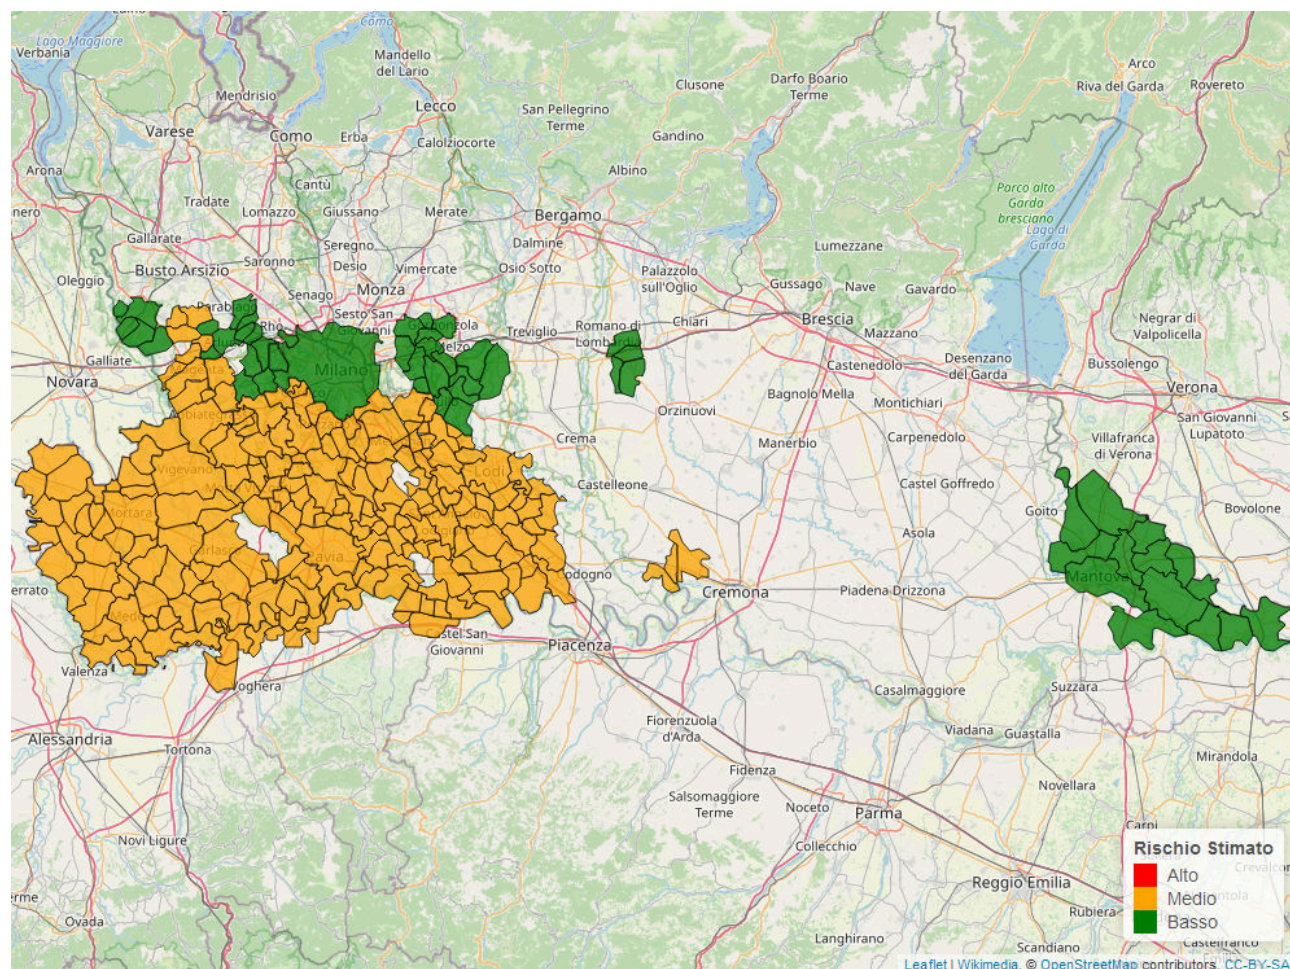 Laino
Como
Lago Maggiore
Verbania
Mandello
del Lario
Arco
Riva del Garda
Rovereto
Clusone
Darfo Boario
Terme
Mendrisio
Lecco
San Pellegrino
Terme
Varese
Como
Erba
Calolziocorte
Gandino
Arona
Albino
Cantù
Parco alto
Garda
bresciano
Lago di
Garda
Tradate
Lomazzo
Giussano
Merate
Bergamo
Gallarate
Seregno
Dalmine
Lumezzane
Saronno
Desio
Vimercate
Osio Sotto
Palazzolo
sull'Oglio
Busto Arsizio
Oleggio
Gussago
Nave
Gavardo
Senago
Monza
Parabiago
Sesto San
Giovanni
Gorgonzola
Treviglio
Romano di
Lombardia
Chiari
Brescia
Mazzano
Negrar di
Valpolicella
Rho
Melzo
Galliate
Novara
Magenta
Milano
Castenedolo
Desenzano
del Garda
Bussolengo
Verona
Bagnolo Mella
Montichiari
Orzinuovi
San Giovanni
Lupatoto
Crema
Manerbio
Carpenedolo
Villafranca
di Verona
Vigevano
Lodi
Castelleone
Castel Goffredo
Goito
Bovolone
Mortara
Asola
Garlasco
Pavia
Codogno
Mantova
Cremona
Piadena Drizzona
Castel San
Giovanni
Piacenza
Valenza
Voghera
Casalmaggiore
Suzzara
Fiorenzuola
d'Arda
Viadana
Guastalla
Alessandria
Tortona
Mirandola
Fidenza
Novellara
Salsomaggiore
Terme
Noceto
Parma
Carpi
Novi Ligure
Collecchio
Rischio Stimato
Alto
Medio
Basso
Reggio Emilia
Rubiera
Ovada
Langhirano
Scandiano
Castelfranco
Leaflet | Wikimedia, © OpenStreetMap contributors, CC-BY-SA